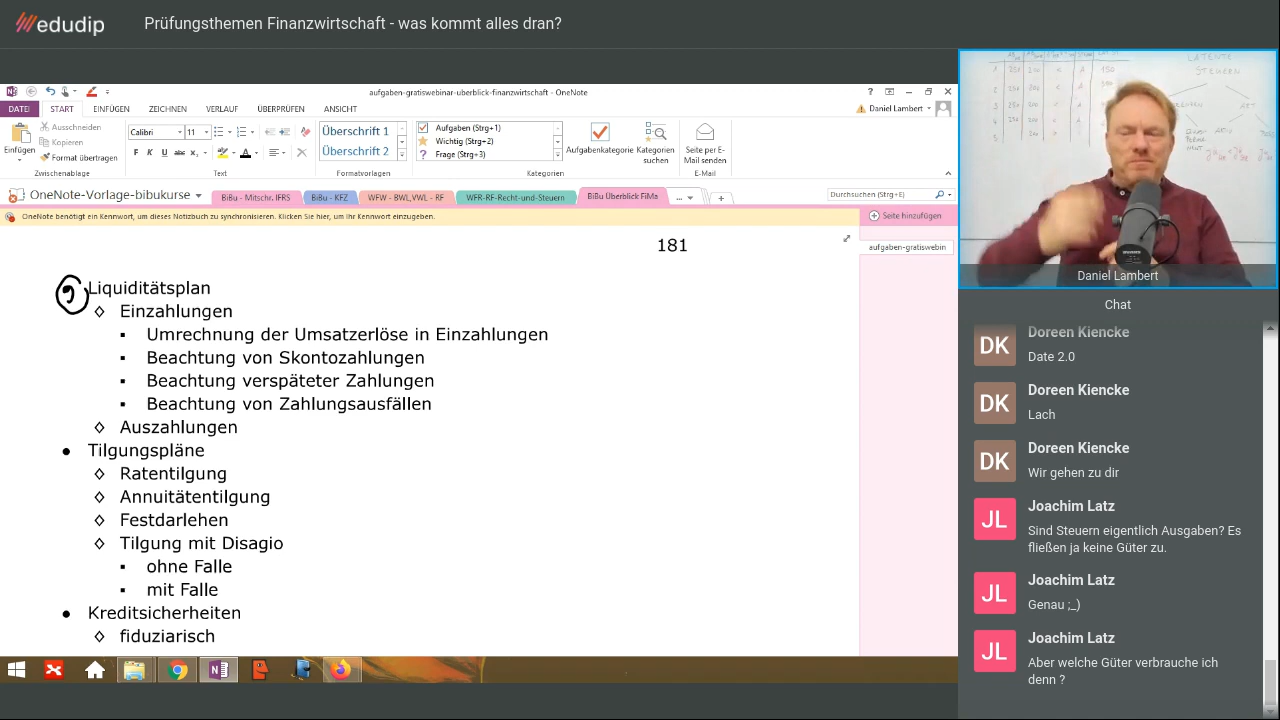 edudip
Prüfungsthemen Finanzwirtschaft - was kommt alles dran?
aufgaben-gratiswebinar-uberblick-finanzwirtschaft - OneNote
DATEI START EINFÜGEN ZEICHNEN VERLAUF ÜBERPRÜFEN ANSICHT
Daniel Lambert
Einfügen
Ausschneiden
Kopieren
Format übertragen
Zwischenablage
Calibri 11
F K U abc
Text
Überschrift 1
Überschrift 2
Formatvorlagen
Aufgaben (Strg+1)
Wichtig (Strg+2)
Frage (Strg+3)
Aufgabenkategorie
Kategorien suchen
Kategorien
Seite per E-Mail senden
E-Mail
OneNote-Vorlage-bibukurse
BiBu - Mitschr. IFRS
BiBu - KFZ
WFW - BWL,VWL - RF
WFR-RF-Recht-und-Steuern
BiBu Überblick FiMa
...
Durchsuchen (Strg+E)
OneNote benötigt ein Kennwort, um dieses Notizbuch zu synchronisieren. Klicken Sie hier, um Ihr Kennwort einzugeben.
Seite hinzufügen
aufgaben-gratiswebin
181
Liquiditätsplan
◊ Einzahlungen
▪ Umrechnung der Umsatzerlöse in Einzahlungen
▪ Beachtung von Skontozahlungen
▪ Beachtung verspäteter Zahlungen
▪ Beachtung von Zahlungsausfällen
◊ Auszahlungen
● Tilgungspläne
◊ Ratentilgung
◊ Annuitätentilgung
◊ Festdarlehen
◊ Tilgung mit Disagio
▪ ohne Falle
▪ mit Falle
● Kreditsicherheiten
◊ fiduziarisch
LATENTE
STEUERN
Daniel Lambert
Chat
DK
Doreen Kiencke
Date 2.0
DK
Doreen Kiencke
Lach
DK
Doreen Kiencke
Wir gehen zu dir
JL
Joachim Latz
Sind Steuern eigentlich Ausgaben? Es
fließen ja keine Güter zu.
JL
Joachim Latz
Genau ;_)
JL
Joachim Latz
Aber welche Güter verbrauche ich
denn ?